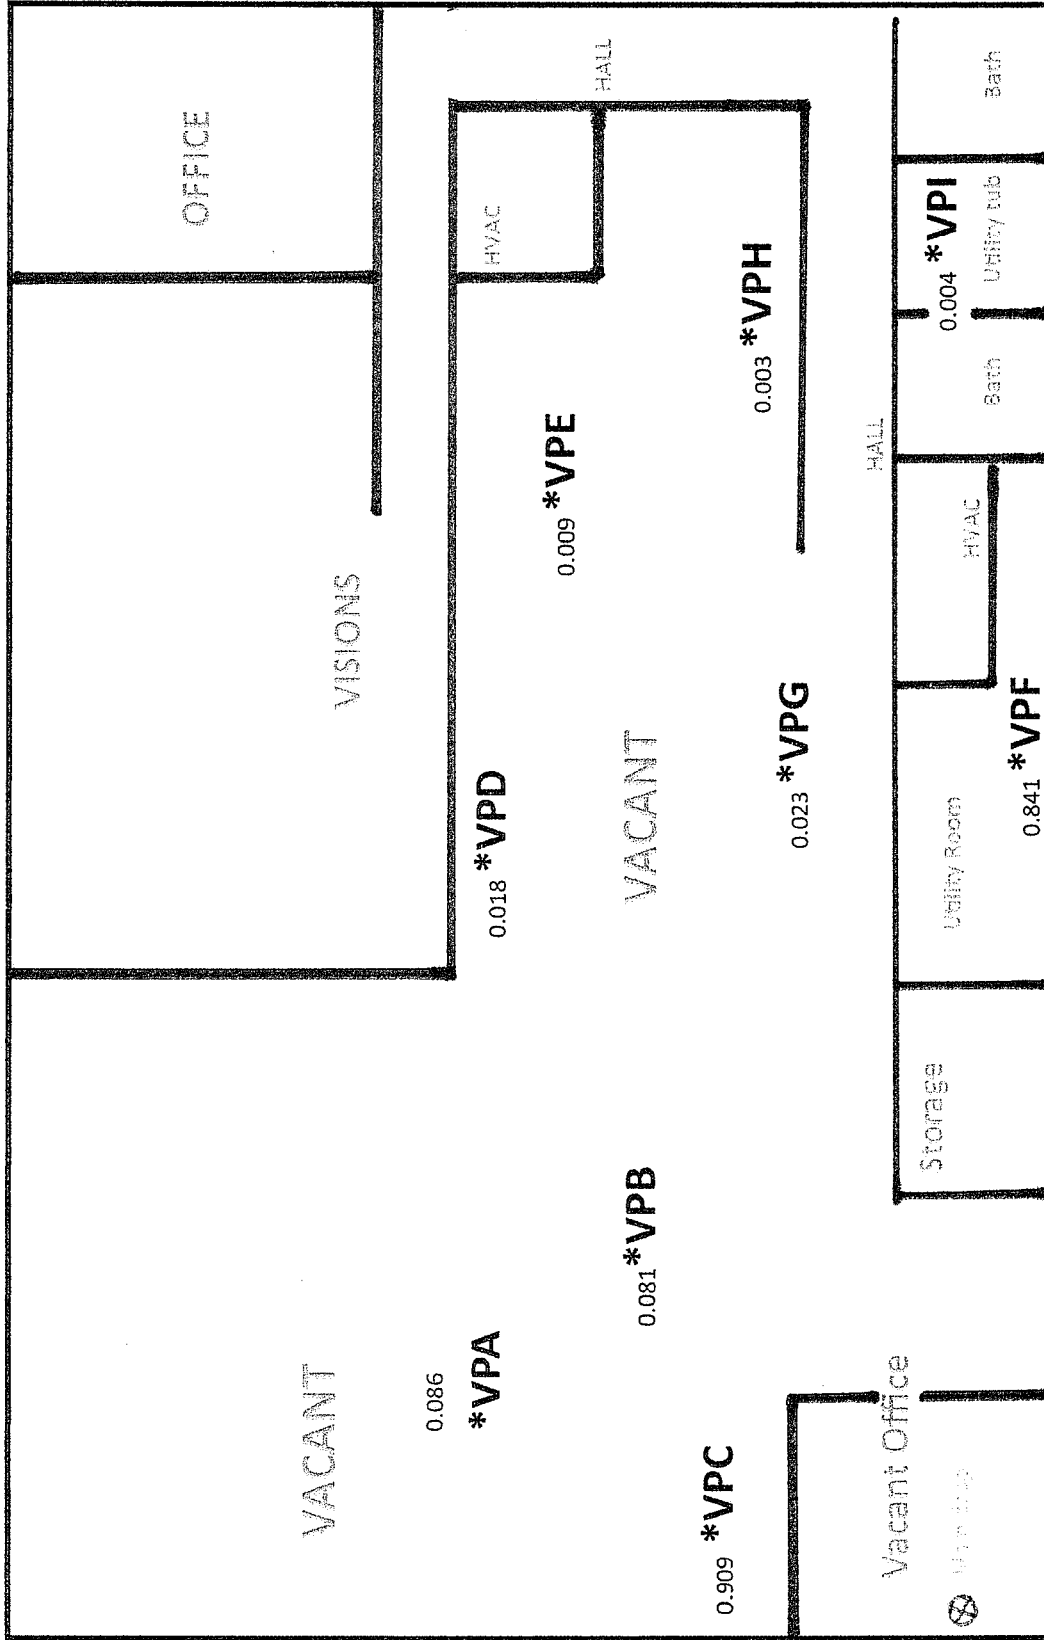 OFFICE
HALL
HVAC
VISIONS
0.009 *VPE
0.003 *VPH
0.004 *VPI
Bath
Utility tub
Bath
HALL
HVAC
0.018 *VPD
VACANT
0.023 *VPG
0.841 *VPF
Utility Room
Storage
0.081 *VPB
VACANT
0.086
*VPA
0.909 *VPC
Vacant Office